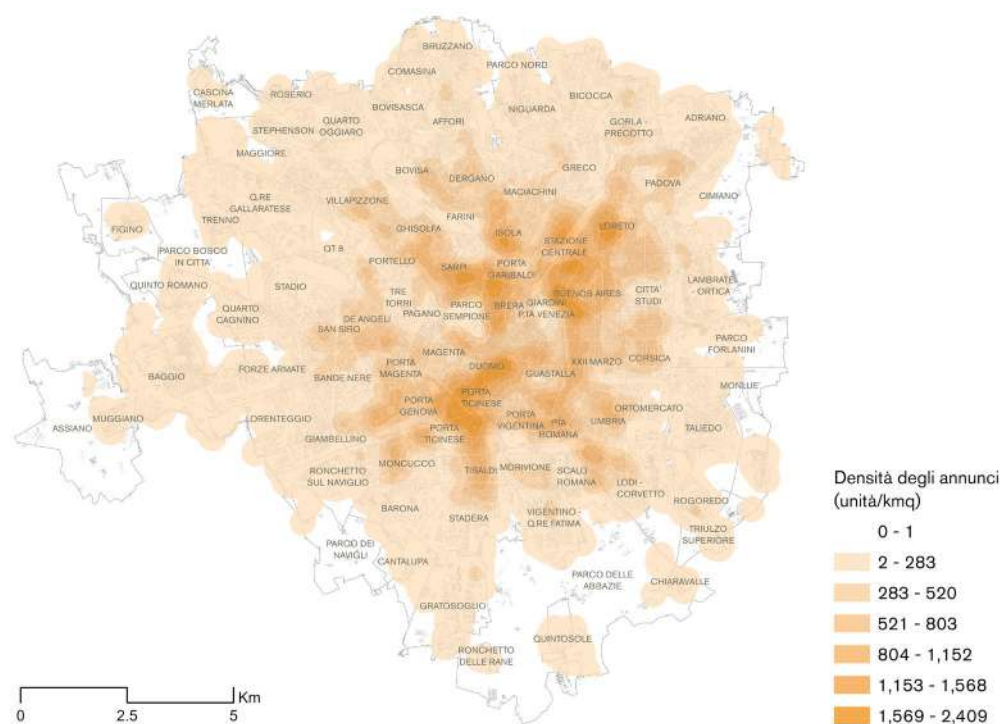 BRUZZANO
COMASINA
PARCO NORD
CASCINA
MERLATA
ROSERIO
BICOCCA
BOVISASCA
NIGUARDA
QUARTO
OGGIARO
AFFORI
ADRIANO
STEPHENSON
GORLA -
PRECOTTO
MAGGIORE
GRECO
BOVISA
DERGANO
PADOVA
MACIACHINI
CIMIANO
Q.RE
GALLARATESE
VILLAPIZZONE
TRENNO
FARINI
FIGINO
GHISOLFA
ISOLA
LORETO
STAZIONE
CENTRALE
QT 8
PARCO BOSCO
IN CITTA'
PORTELLO
SARPI
PORTA
GARIBALDI
QUINTO ROMANO
STADIO
TRE
TORRI
BUENOS AIRES
CITTA'
STUDI
LAMBRATE
- ORTICA
QUARTO
CAGNINO
PAGANO
PARCO
SEMPIONE
BRERA
GIARDINI
P.TA VENEZIA
DE ANGELI
SAN SIRO
PARCO
FORLANINI
MAGENTA
DUOMO
XXII MARZO
CORSICA
FORZE ARMATE
PORTA
MAGENTA
GUASTALLA
BAGGIO
BANDE NERE
MONLUE'
PORTA
TICINESE
PORTA
GENOVA
ORTOMERCATO
MUGGIANO
LORENTEGGIO
PORTA
VIGENTINA
P.TA
ROMANA
UMBRIA
ASSIANO
PORTA
TICINESE
TALIEDO
GIAMBELLINO
MONCUCCO
RONCHETTO
SUL NAVIGLIO
TIBALDI
MORIVIONE
SCALO
ROMANA
LODI -
CORVETTO
ROGOREDO
BARONA
STADERA
VIGENTINO -
Q.RE FATIMA
TRIULZO
SUPERIORE
PARCO DEI
NAVIGLI
CANTALUPA
PARCO DELLE
ABBAZIE
CHIARAVALLE
GRATOSOGLIO
QUINTOSOLE
RONCHETTO
DELLE RANE
Densità degli annunci
(unità/kmq)
0 - 1
2 - 283
283 - 520
521 - 803
804 - 1,152
1,153 - 1,568
1,569 - 2,409
Km
0 2.5 5